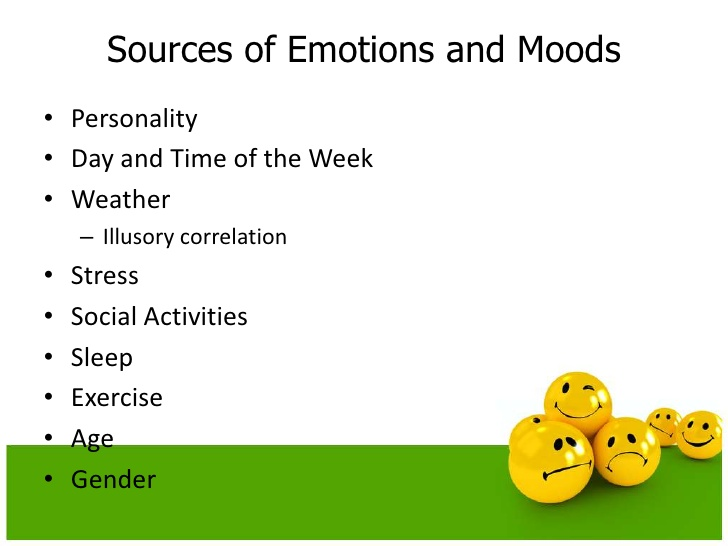 Sources of Emotions and Moods
• Personality
• Day and Time of the Week
• Weather
– Illusory correlation
• Stress
• Social Activities
• Sleep
• Exercise
• Age
• Gender